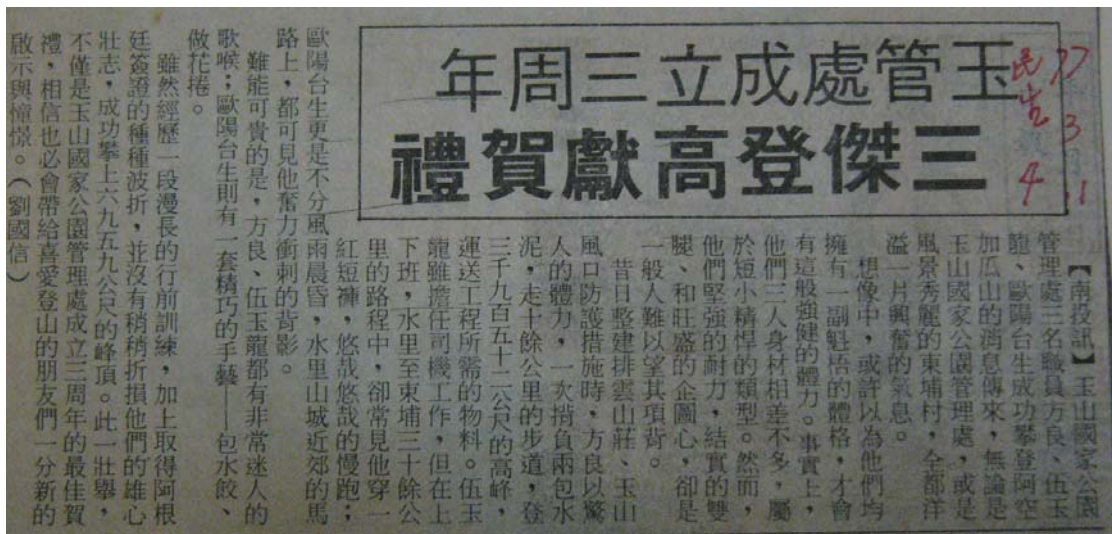 玉管處成立三周年
三傑登高獻賀禮
77 3 11
民生 4
【南投訊】玉山國家公園
管理處三名職員方良、伍玉
龍、歐陽台生成功攀登阿空
加瓜山的消息傳來，無論是
玉山國家公園管理處，或是
風景秀麗的東埔村，全都洋
溢一片興奮的氣息。
想像中，或許以為他們均
擁有一副魁梧的體格，才會
有這般強健的體力。事實上，
他們三人身材相差不多，屬
於短小精悍的類型。然而，
他們堅強的耐力，結實的雙
腿、和旺盛的企圖心，卻是
一般人難以望其項背。
昔日整建排雲山莊、玉山
風口防護措施時，方良以驚
人的體力，一次揹負兩包水
泥，走十餘公里的步道，登
三千九百五十二公尺的高峰，
運送工程所需的物料。伍玉
龍雖擔任司機工作，但在上
下班，水里至東埔三十餘公
里的路程中，卻常見他穿一
紅短褲，悠哉悠哉的慢跑；
歐陽台生更是不分風雨晨昏，水里山城近郊的馬
路上，都可見他奮力衝刺的背影。
難能可貴的是，方良、伍玉龍都有非常迷人的
歌喉；歐陽台生則有一套精巧的手藝——包水餃、
做花捲。
雖然經歷一段漫長的行前訓練，加上取得阿根
廷簽證的種種波折，並沒有稍稍折損他們的雄心
壯志，成功攀上六九五九公尺的峰頂。此一壯舉，
不僅是玉山國家公園管理處成立三周年的最佳賀
禮，相信也必會帶給喜愛登山的朋友們一分新的
啟示與憧憬。（劉國信）